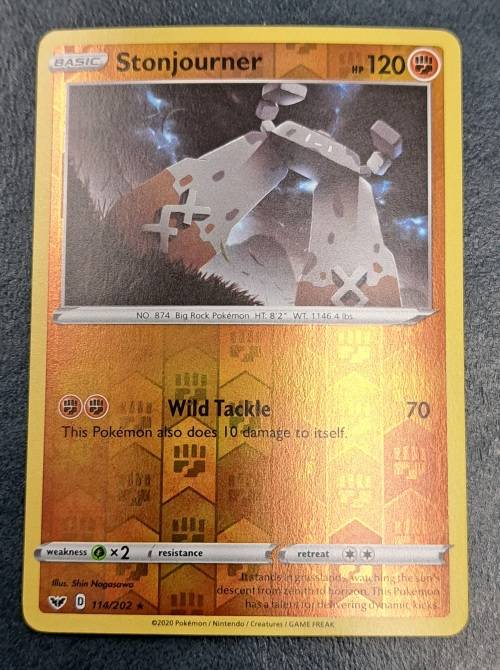 BASIC Stonjourner HP 120
NO. 874 Big Rock Pokémon HT: 8'2" WT: 1146.4 lbs.
Wild Tackle 70
This Pokémon also does 10 damage to itself.
weakness ×2 resistance retreat
Illus. Shin Nagasawa
It stands in grasslands, watching the sun's
descent from zenith to horizon. This Pokémon
has a talent for delivering dynamic kicks.
D 114/202 ★
©2020 Pokémon / Nintendo / Creatures / GAME FREAK